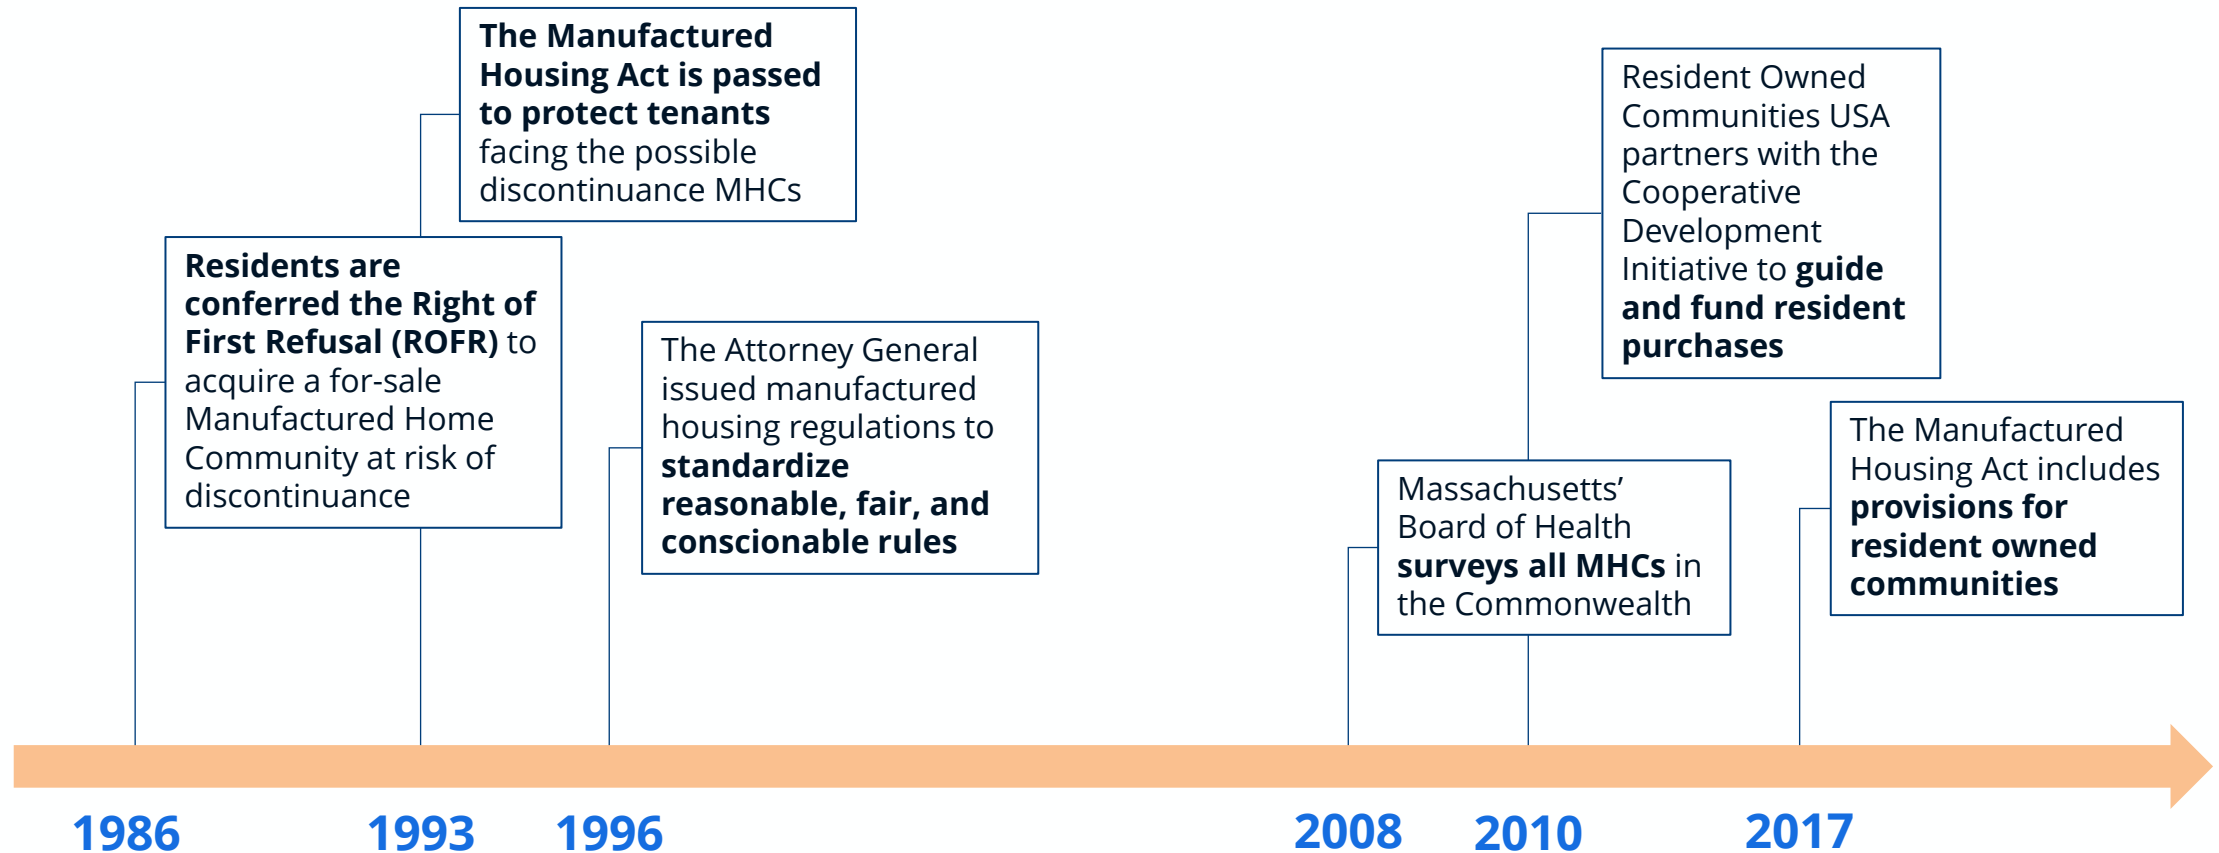 The Manufactured
Housing Act is passed
to protect tenants
facing the possible
discontinuance MHCs
Residents are
conferred the Right of
First Refusal (ROFR) to
acquire a for-sale
Manufactured Home
Community at risk of
discontinuance
The Attorney General
issued manufactured
housing regulations to
standardize
reasonable, fair, and
conscionable rules
Resident Owned
Communities USA
partners with the
Cooperative
Development
Initiative to guide
and fund resident
purchases
Massachusetts’
Board of Health
surveys all MHCs in
the Commonwealth
The Manufactured
Housing Act includes
provisions for
resident owned
communities
1986
1993
1996
2008
2010
2017